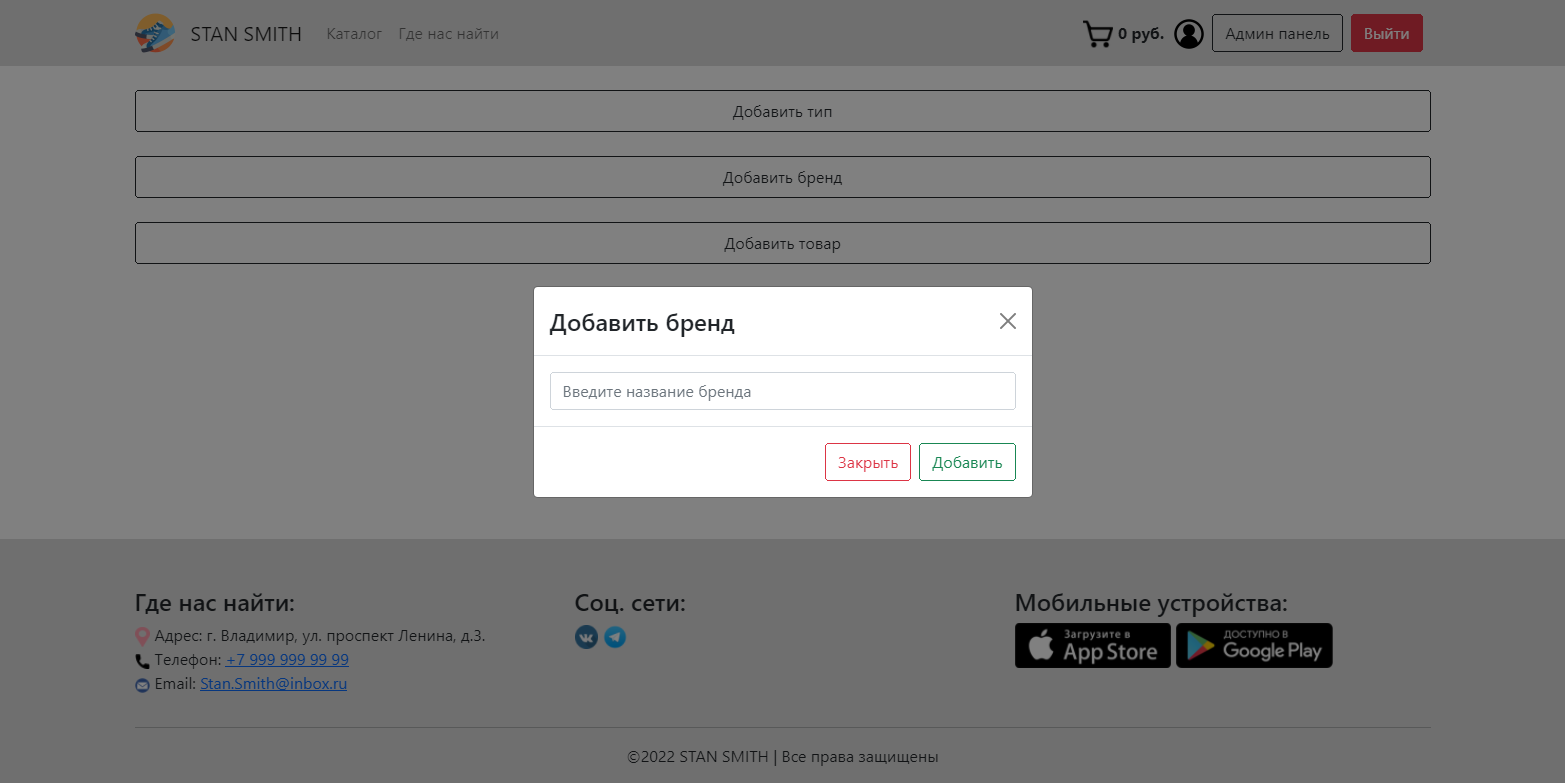 STAN SMITH Каталог Где нас найти 0 руб. Админ панель Выйти
Добавить тип
Добавить бренд
Добавить товар
Добавить бренд
Введите название бренда
Закрыть Добавить
Где нас найти:
Адрес: г. Владимир, ул. проспект Ленина, д.3.
Телефон: +7 999 999 99 99
Email: Stan.Smith@inbox.ru
Соц. сети:
Мобильные устройства:
Загрузите в
App Store
ДОСТУПНО В
Google Play
©2022 STAN SMITH | Все права защищены